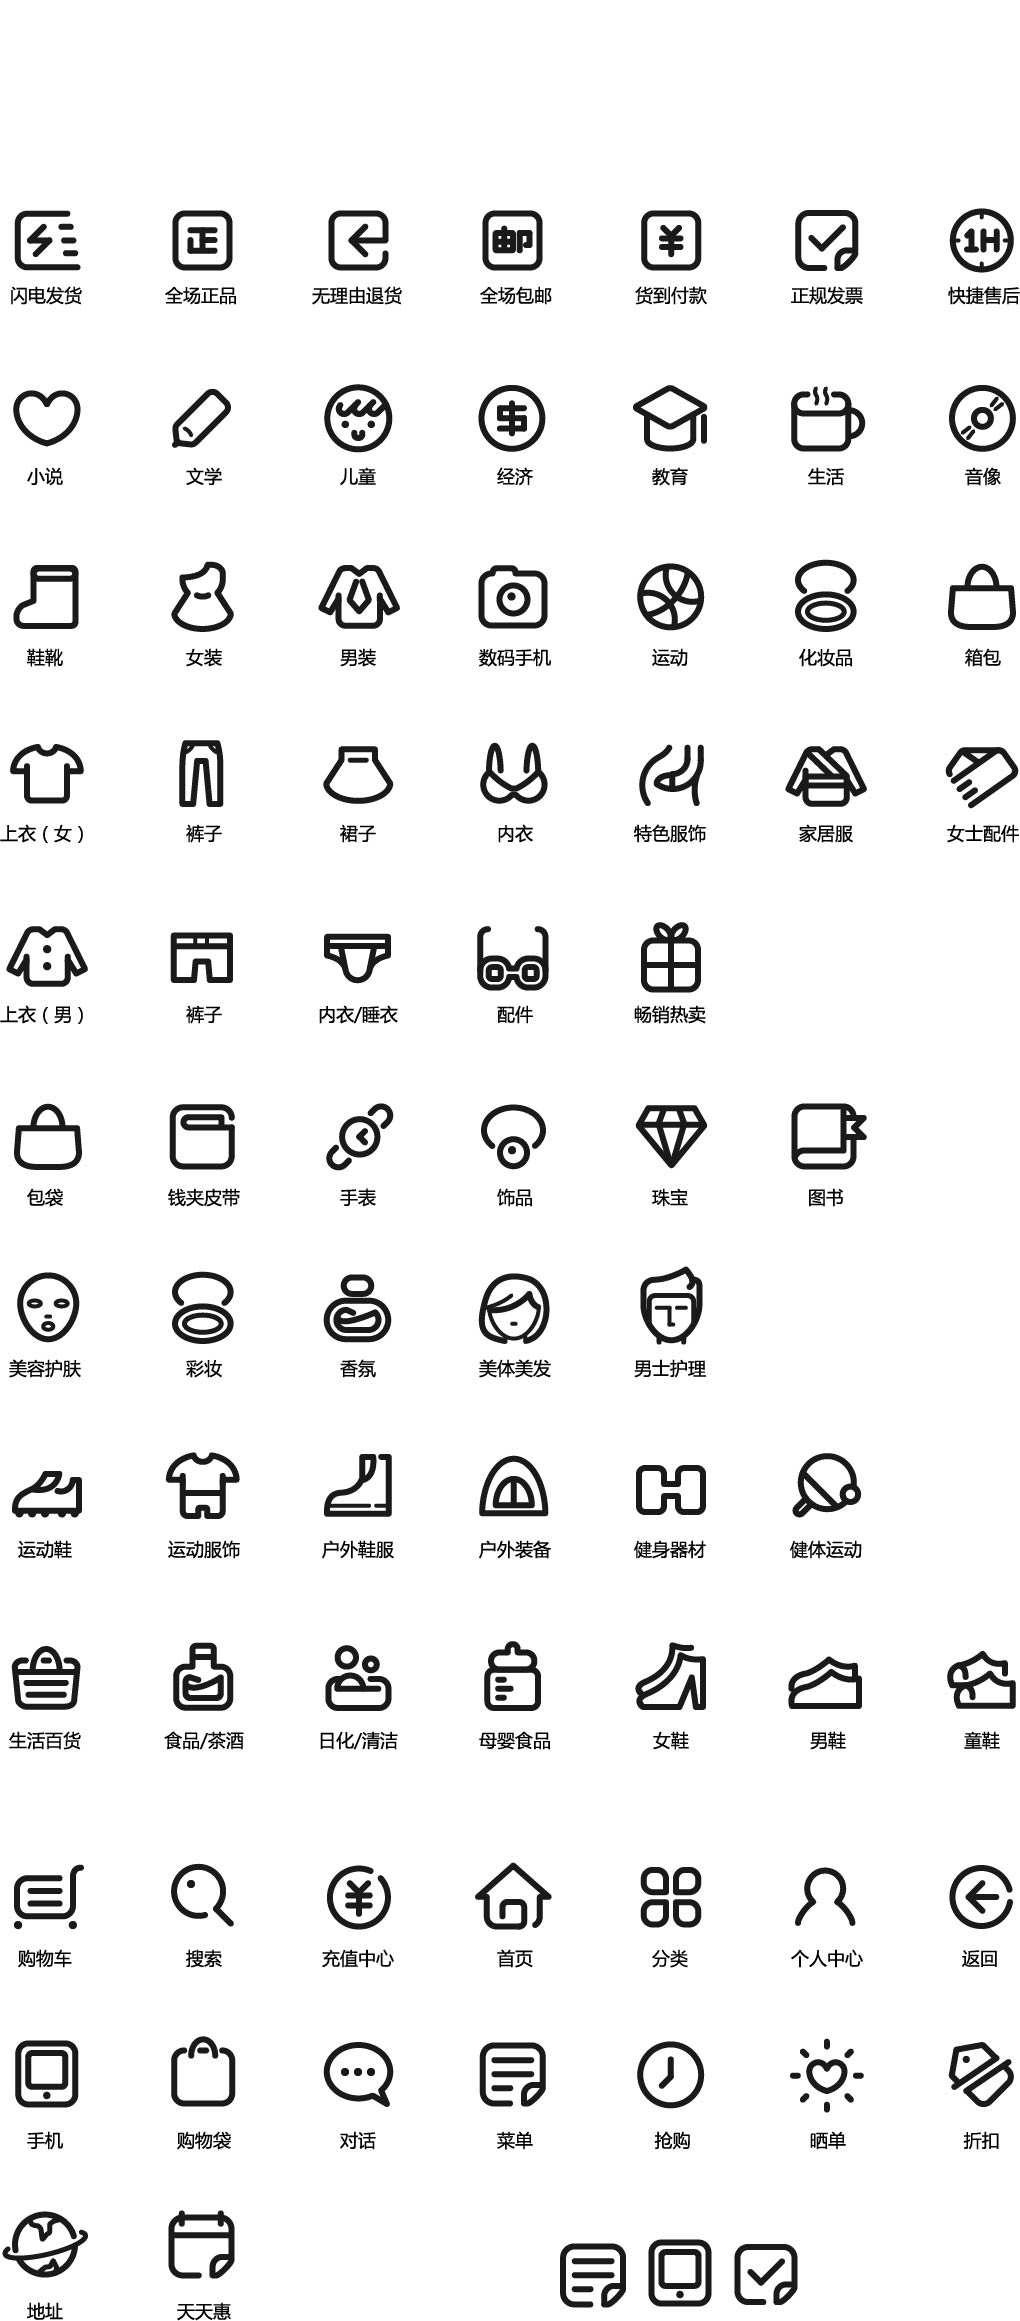 正 邮 ¥ 1H
闪电发货 全场正品 无理由退货 全场包邮 货到付款 正规发票 快捷售后
$
小说 文学 儿童 经济 教育 生活 音像
鞋靴 女装 男装 数码手机 运动 化妆品 箱包
上衣（女） 裤子 裙子 内衣 特色服饰 家居服 女士配件
上衣（男） 裤子 内衣/睡衣 配件 畅销热卖
包袋 钱夹皮带 手表 饰品 珠宝 图书
美容护肤 彩妆 香氛 美体美发 男士护理
运动鞋 运动服饰 户外鞋服 户外装备 健身器材 健体运动
生活百货 食品/茶酒 日化/清洁 母婴食品 女鞋 男鞋 童鞋
¥
购物车 搜索 充值中心 首页 分类 个人中心 返回
手机 购物袋 对话 菜单 抢购 晒单 折扣
地址 天天惠